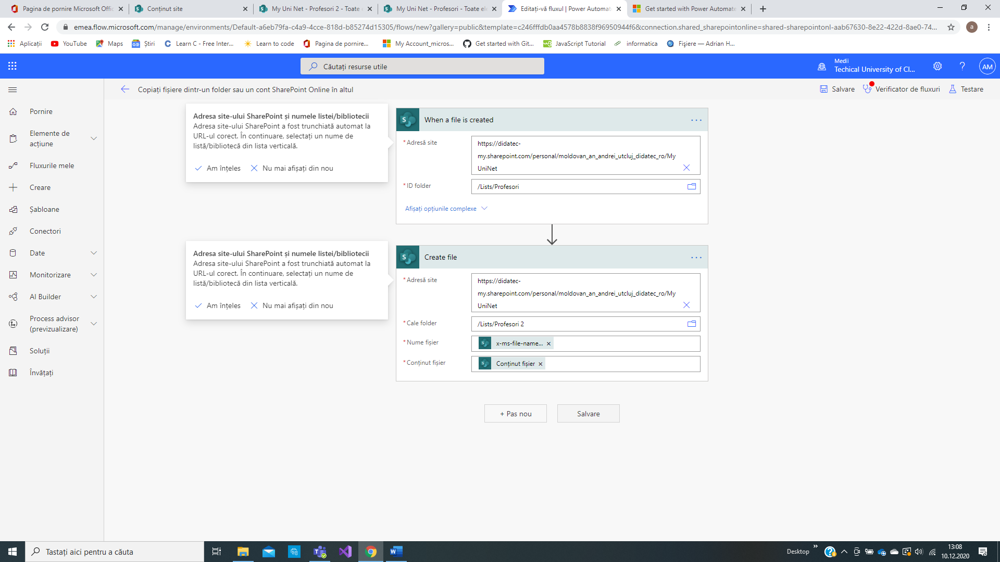 Pagina de pornire Microsoft Offic
Conținut site
My Uni Net - Profesori 2 - Toate
My Uni Net - Profesori - Toate ele
Editați-vă fluxul | Power Automat
Get started with Power Automate
emea.flow.microsoft.com/manage/environments/Default-a6eb79fa-c4a9-4cce-818d-b85274d15305/flows/new?gallery=public&template=c246fffdb0aa4578b8838f96950944f6&connection.shared_sharepointonline=shared-sharepointonl-aab67630-8e22-422d-8ae0-74...
a
Aplicații
YouTube
Maps
Știri
Learn C - Free Inter...
Learn to code
Pagina de pornire...
My Account_micros...
Get started with Git...
JavaScript Tutorial
informatica
Fişiere — Adrian H...
Căutați resurse utile
Medii
Techical University of Cl...
AM
Copiați fișiere dintr-un folder sau un cont SharePoint Online în altul
Salvare
Verificator de fluxuri
Testare
Pornire
Elemente de
acțiune
Fluxurile mele
Creare
Șabloane
Conectori
Date
Monitorizare
AI Builder
Process advisor
(previzualizare)
Soluții
Învățați
Adresa site-ului SharePoint și numele listei/bibliotecii
Adresa site-ului SharePoint a fost trunchiată automat la
URL-ul corect. În continuare, selectați un nume de
listă/bibliotecă din lista verticală.
Am înțeles
Nu mai afișați din nou
When a file is created
* Adresă site
https://didatec-
my.sharepoint.com/personal/moldovan_an_andrei_utcluj_didatec_ro/My
UniNet
* ID folder
/Lists/Profesori
Afișați opțiunile complexe
Adresa site-ului SharePoint și numele listei/bibliotecii
Adresa site-ului SharePoint a fost trunchiată automat la
URL-ul corect. În continuare, selectați un nume de
listă/bibliotecă din lista verticală.
Am înțeles
Nu mai afișați din nou
Create file
* Adresă site
https://didatec-
my.sharepoint.com/personal/moldovan_an_andrei_utcluj_didatec_ro/My
UniNet
* Cale folder
/Lists/Profesori 2
* Nume fișier
x-ms-file-name...
* Conținut fișier
Conținut fișier
+ Pas nou
Salvare
Tastați aici pentru a căuta
Desktop
13:08
10.12.2020